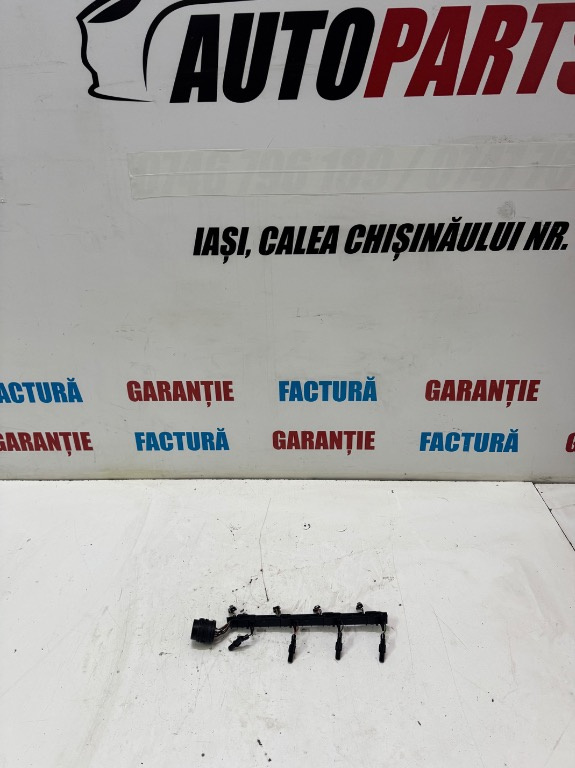 AUTOPARTS
IAȘI, CALEA CHIȘINĂULUI NR.
FACTURĂ GARANȚIE FACTURĂ GARANȚIE
GARANȚIE FACTURĂ GARANȚIE FACTURĂ